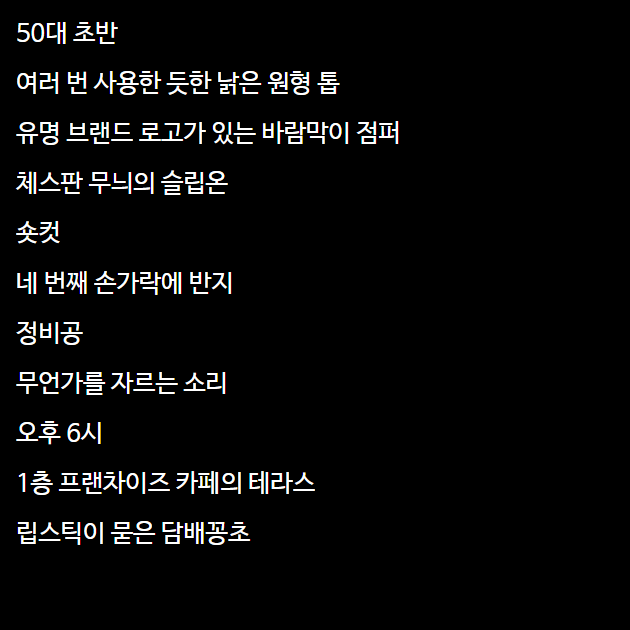 50대 초반
여러 번 사용한 듯한 낡은 원형 톱
유명 브랜드 로고가 있는 바람막이 점퍼
체스판 무늬의 슬립온
숏컷
네 번째 손가락에 반지
정비공
무언가를 자르는 소리
오후 6시
1층 프랜차이즈 카페의 테라스
립스틱이 묻은 담배꽁초